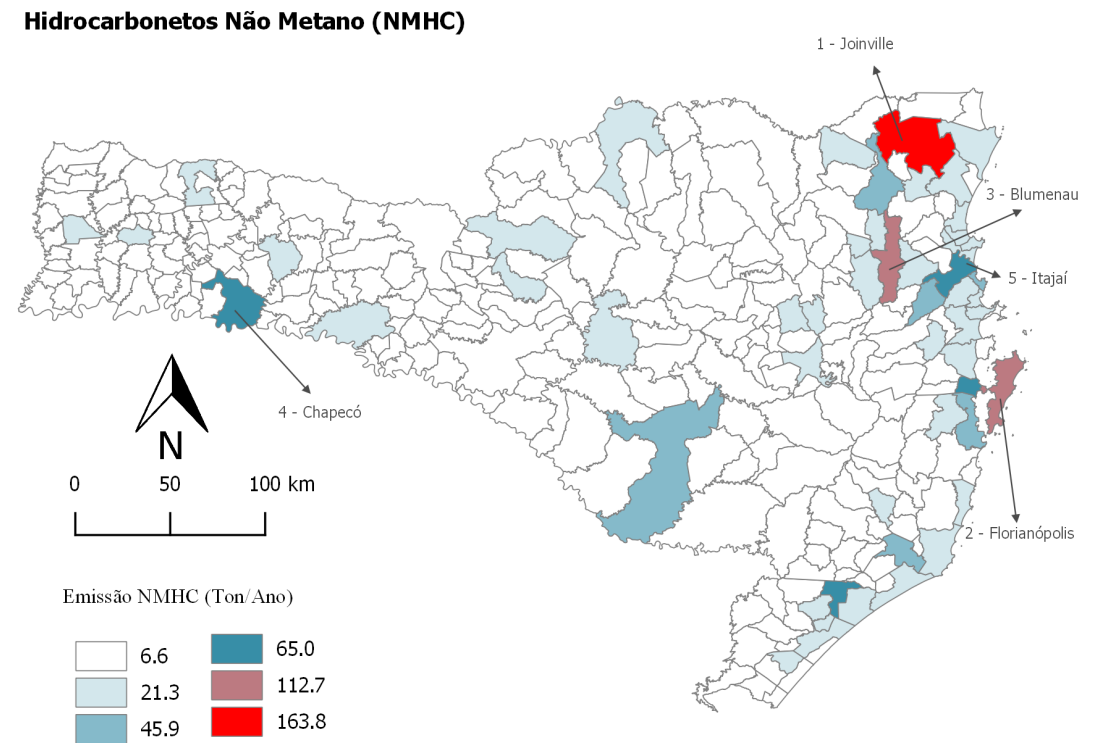 Hidrocarbonetos Não Metano (NMHC)
1 - Joinville
3 - Blumenau
5 - Itajaí
4 - Chapecó
N
0 50 100 km
2 - Florianópolis
Emissão NMHC (Ton/Ano)
6.6
21.3
45.9
65.0
112.7
163.8